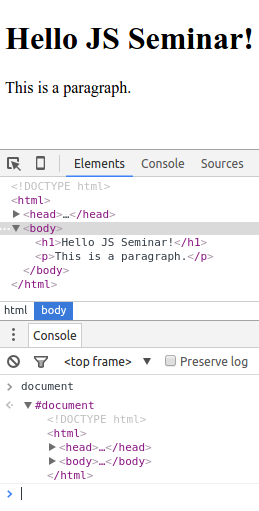 Hello JS Seminar!
This is a paragraph.
Elements Console Sources
<!DOCTYPE html>
<html>
<head>…</head>
<body>
<h1>Hello JS Seminar!</h1>
<p>This is a paragraph.</p>
</body>
</html>
html body
Console
<top frame> Preserve log
document
#document
<!DOCTYPE html>
<html>
<head>…</head>
<body>…</body>
</html>